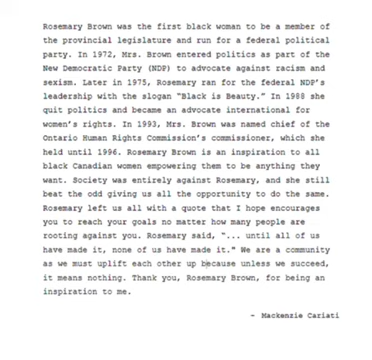 Rosemary Brown was the first black woman to be a member of
the provincial legislature and run for a federal political
party. In 1972, Mrs. Brown entered politics as part of the
New Democratic Party (NDP) to advocate against racism and
sexism. Later in 1975, Rosemary ran for the federal NDP's
leadership with the slogan “Black is Beauty.” In 1988 she
quit politics and became an advocate international for
women's rights. In 1993, Mrs. Brown was named chief of the
Ontario Human Rights Commission's commissioner, which she
held until 1996. Rosemary Brown is an inspiration to all
black Canadian women empowering them to be anything they
want. Society was entirely against Rosemary, and she still
beat the odd giving us all the opportunity to do the same.
Rosemary left us all with a quote that I hope encourages
you to reach your goals no matter how many people are
rooting against you. Rosemary said, “... until all of us
have made it, none of us have made it." We are a community
as we must uplift each other up because unless we succeed,
it means nothing. Thank you, Rosemary Brown, for being an
inspiration to me.
- Mackenzie Cariati